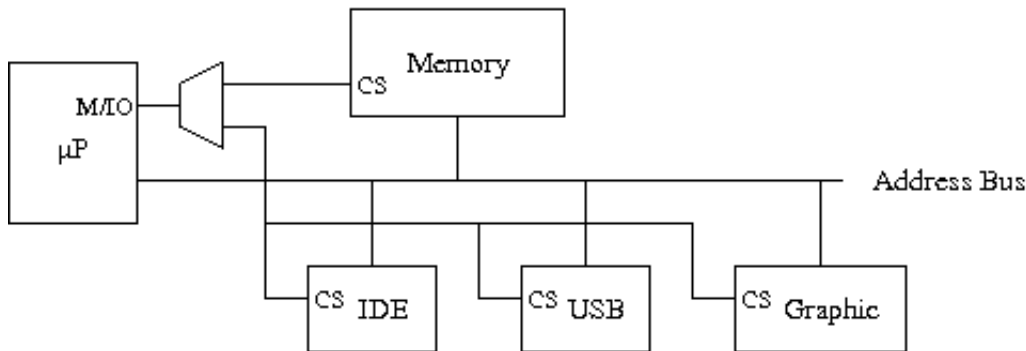 Memory
CS
M/IO
μP
Address Bus
CS IDE
CS USB
CS Graphic